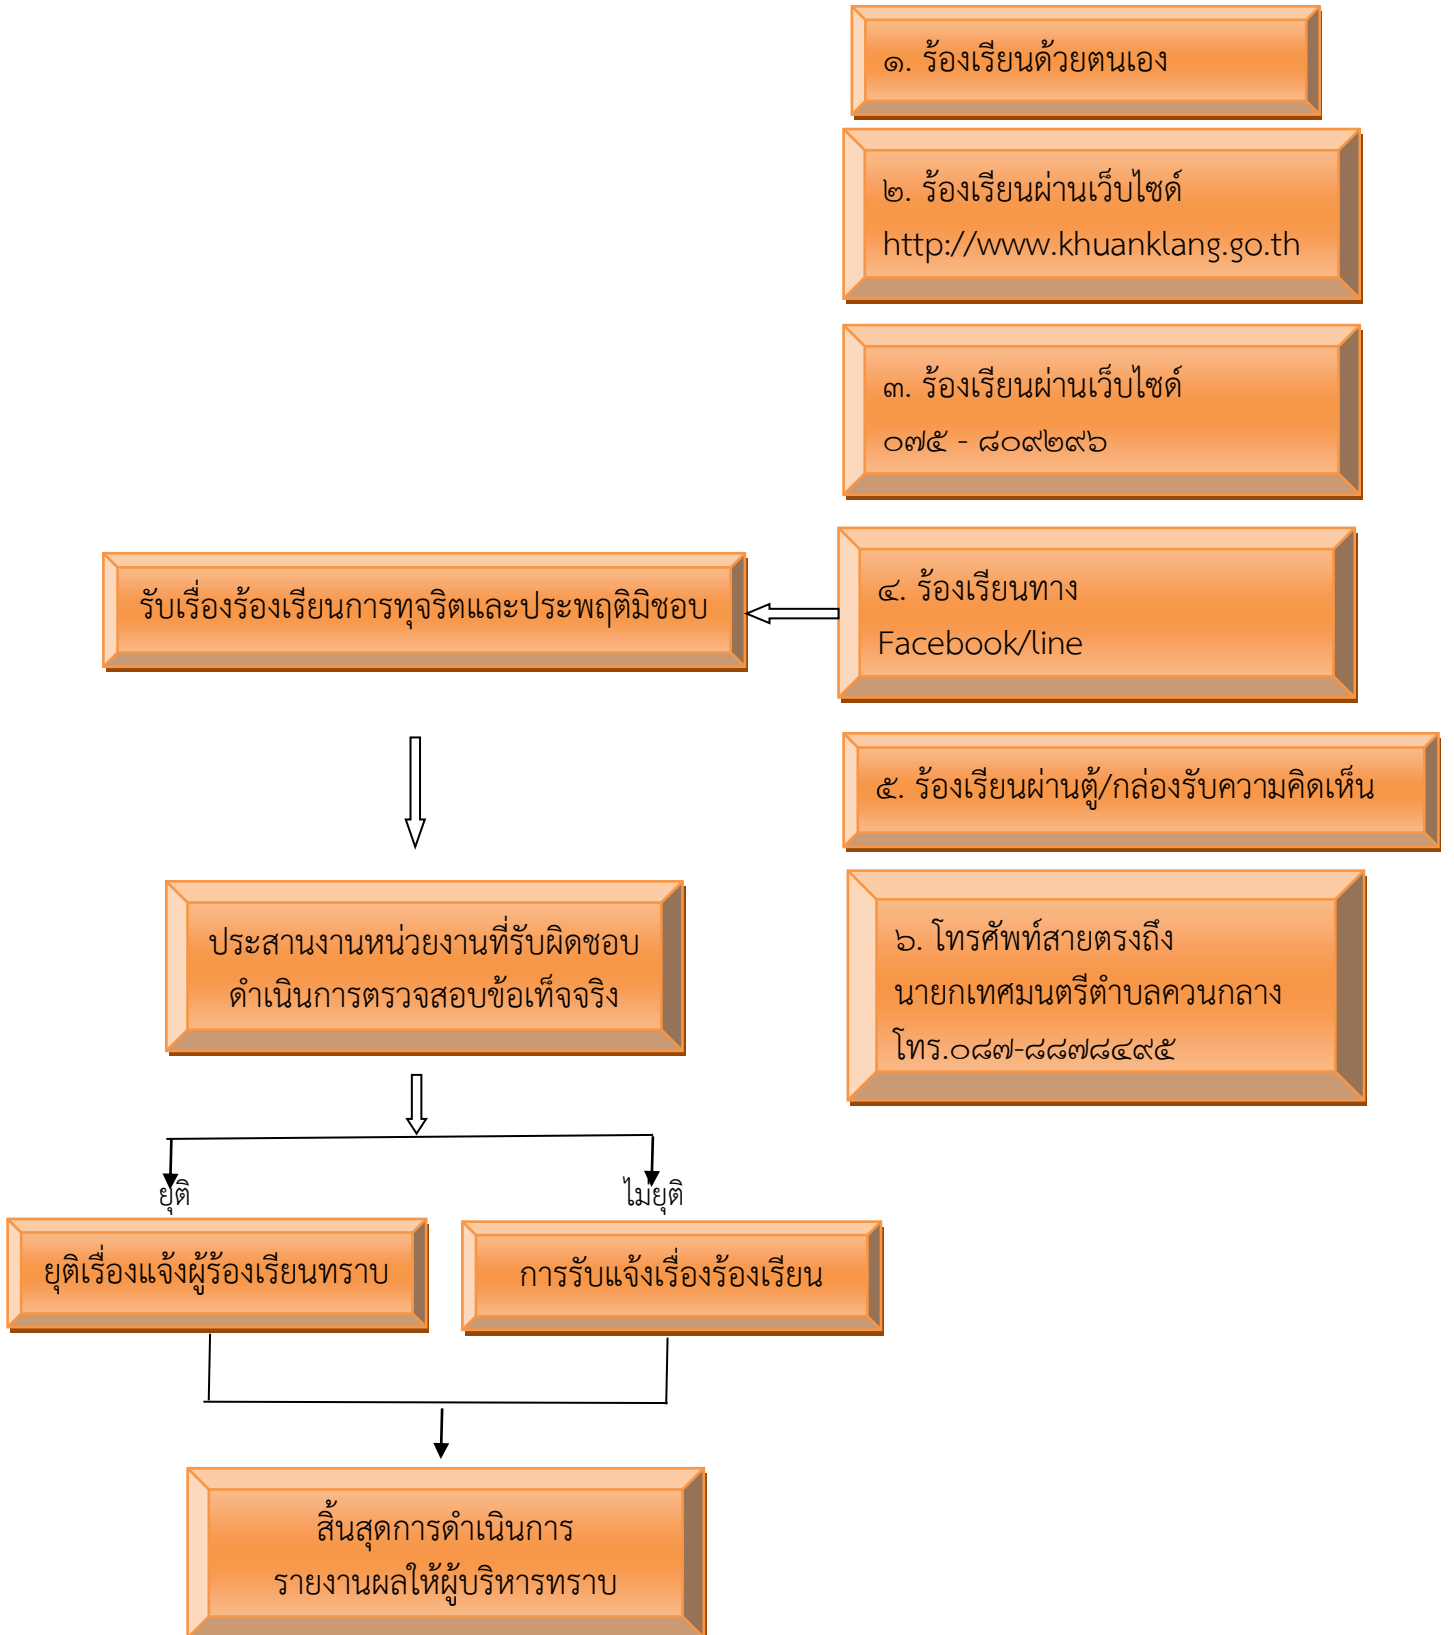 ๑. ร้องเรียนด้วยตนเอง
๒. ร้องเรียนผ่านเว็บไซด์
http://www.khuanklang.go.th
๓. ร้องเรียนผ่านเว็บไซด์
๐๗๕ - ๘๐๙๒๙๖
๔. ร้องเรียนทาง
Facebook/line
รับเรื่องร้องเรียนการทุจริตและประพฤติมิชอบ
๕. ร้องเรียนผ่านตู้/กล่องรับความคิดเห็น
๖. โทรศัพท์สายตรงถึง
นายกเทศมนตรีตำบลควนกลาง
โทร.๐๘๗-๘๘๗๘๔๙๕
ประสานงานหน่วยงานที่รับผิดชอบ
ดำเนินการตรวจสอบข้อเท็จจริง
ยุติ
ไม่ยุติ
ยุติเรื่องแจ้งผู้ร้องเรียนทราบ
การรับแจ้งเรื่องร้องเรียน
สิ้นสุดการดำเนินการ
รายงานผลให้ผู้บริหารทราบ